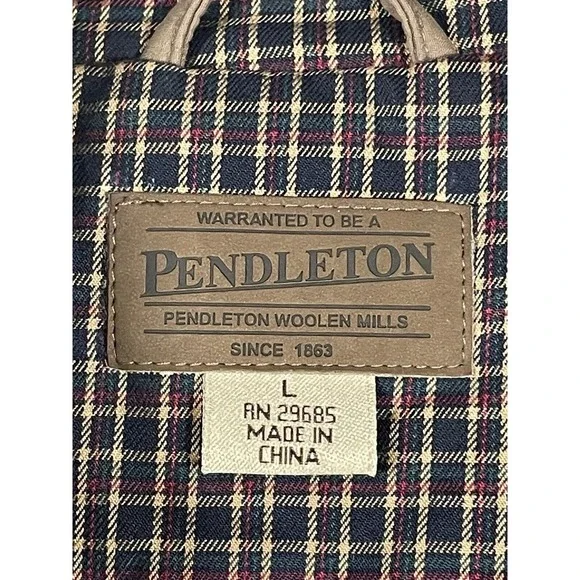 WARRANTED TO BE A
PENDLETON
PENDLETON WOOLEN MILLS
SINCE 1863
L
RN 29685
MADE IN
CHINA